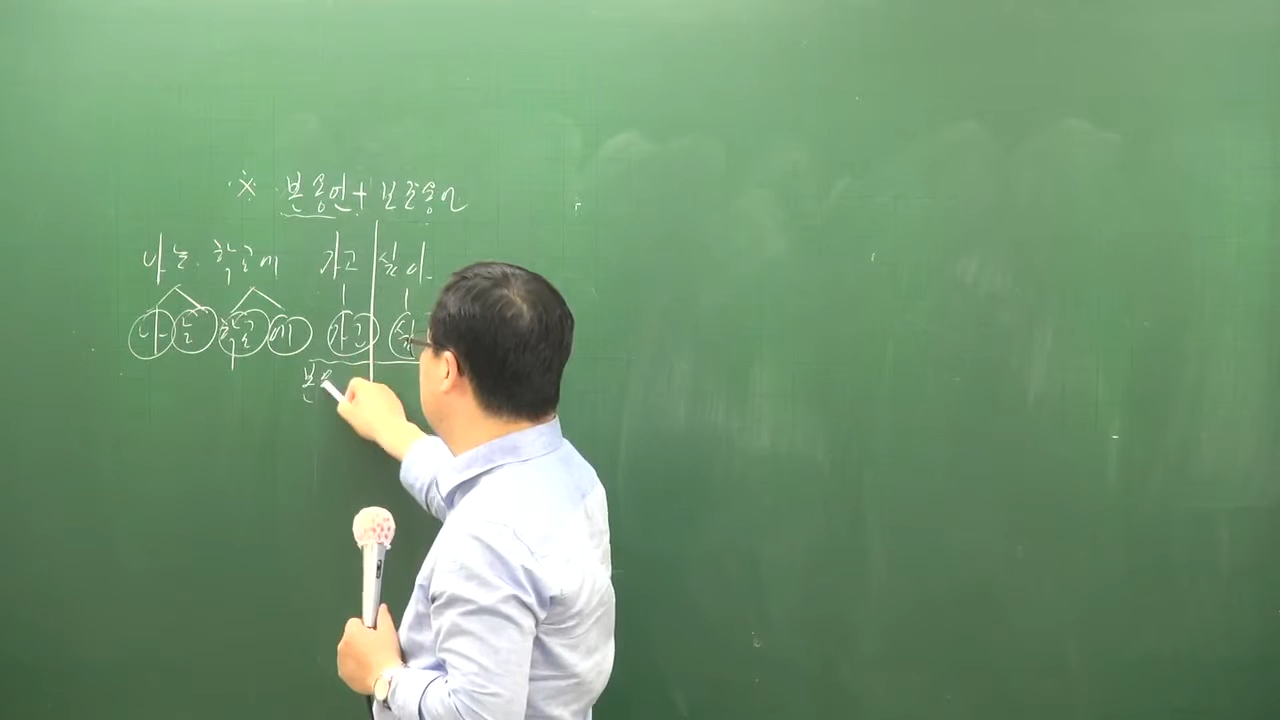 ※ 본용언 + 보조용언
나는 학교에 가고 싶어.
나 는 학교 에 가고 싶
본용